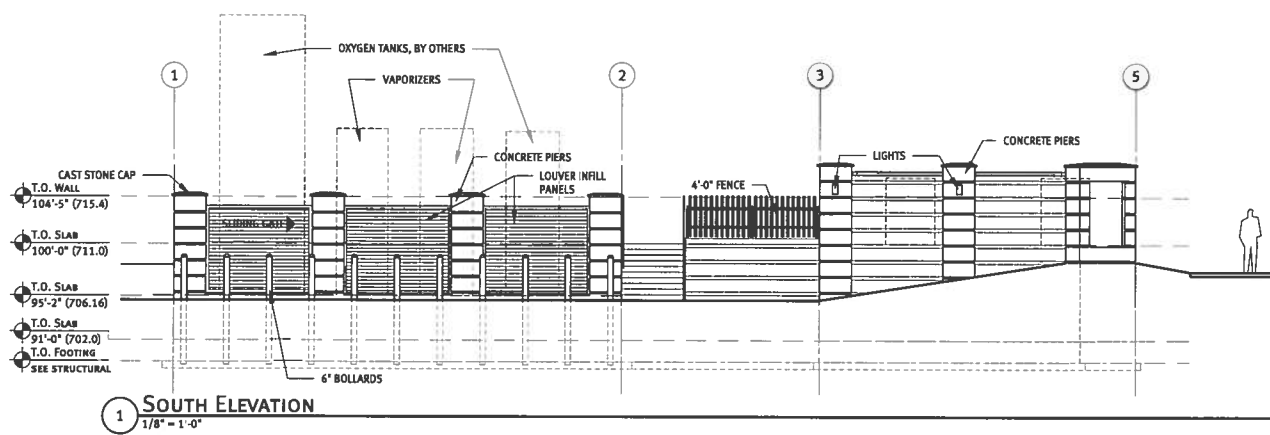 OXYGEN TANKS, BY OTHERS
VAPORIZERS
1
2
3
5
CONCRETE PIERS
CONCRETE PIERS
LIGHTS
CAST STONE CAP
LOUVER INFILL
PANELS
4'-0" FENCE
T.O. WALL
104'-5" (715.4)
SLIDING GATE
T.O. SLAB
100'-0" (711.0)
T.O. SLAB
95'-2" (706.16)
T.O. SLAB
91'-0" (702.0)
T.O. FOOTING
SEE STRUCTURAL
6" BOLLARDS
1
SOUTH ELEVATION
1/8" = 1'-0"